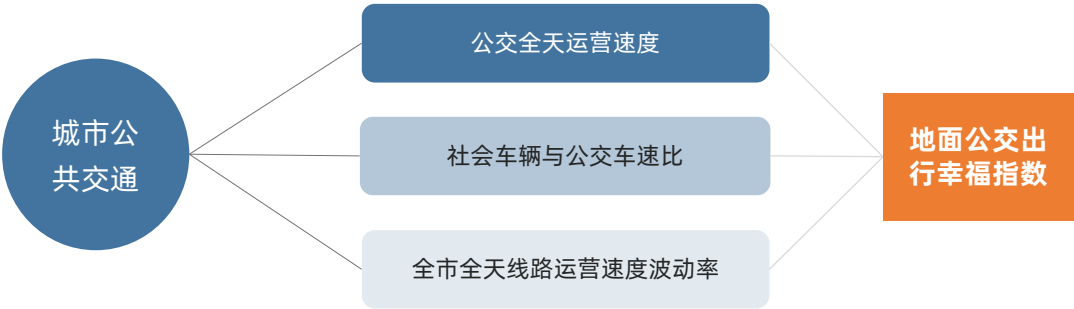 城市公
共交通
公交全天运营速度
社会车辆与公交车速比
全市全天线路运营速度波动率
地面公交出
行幸福指数